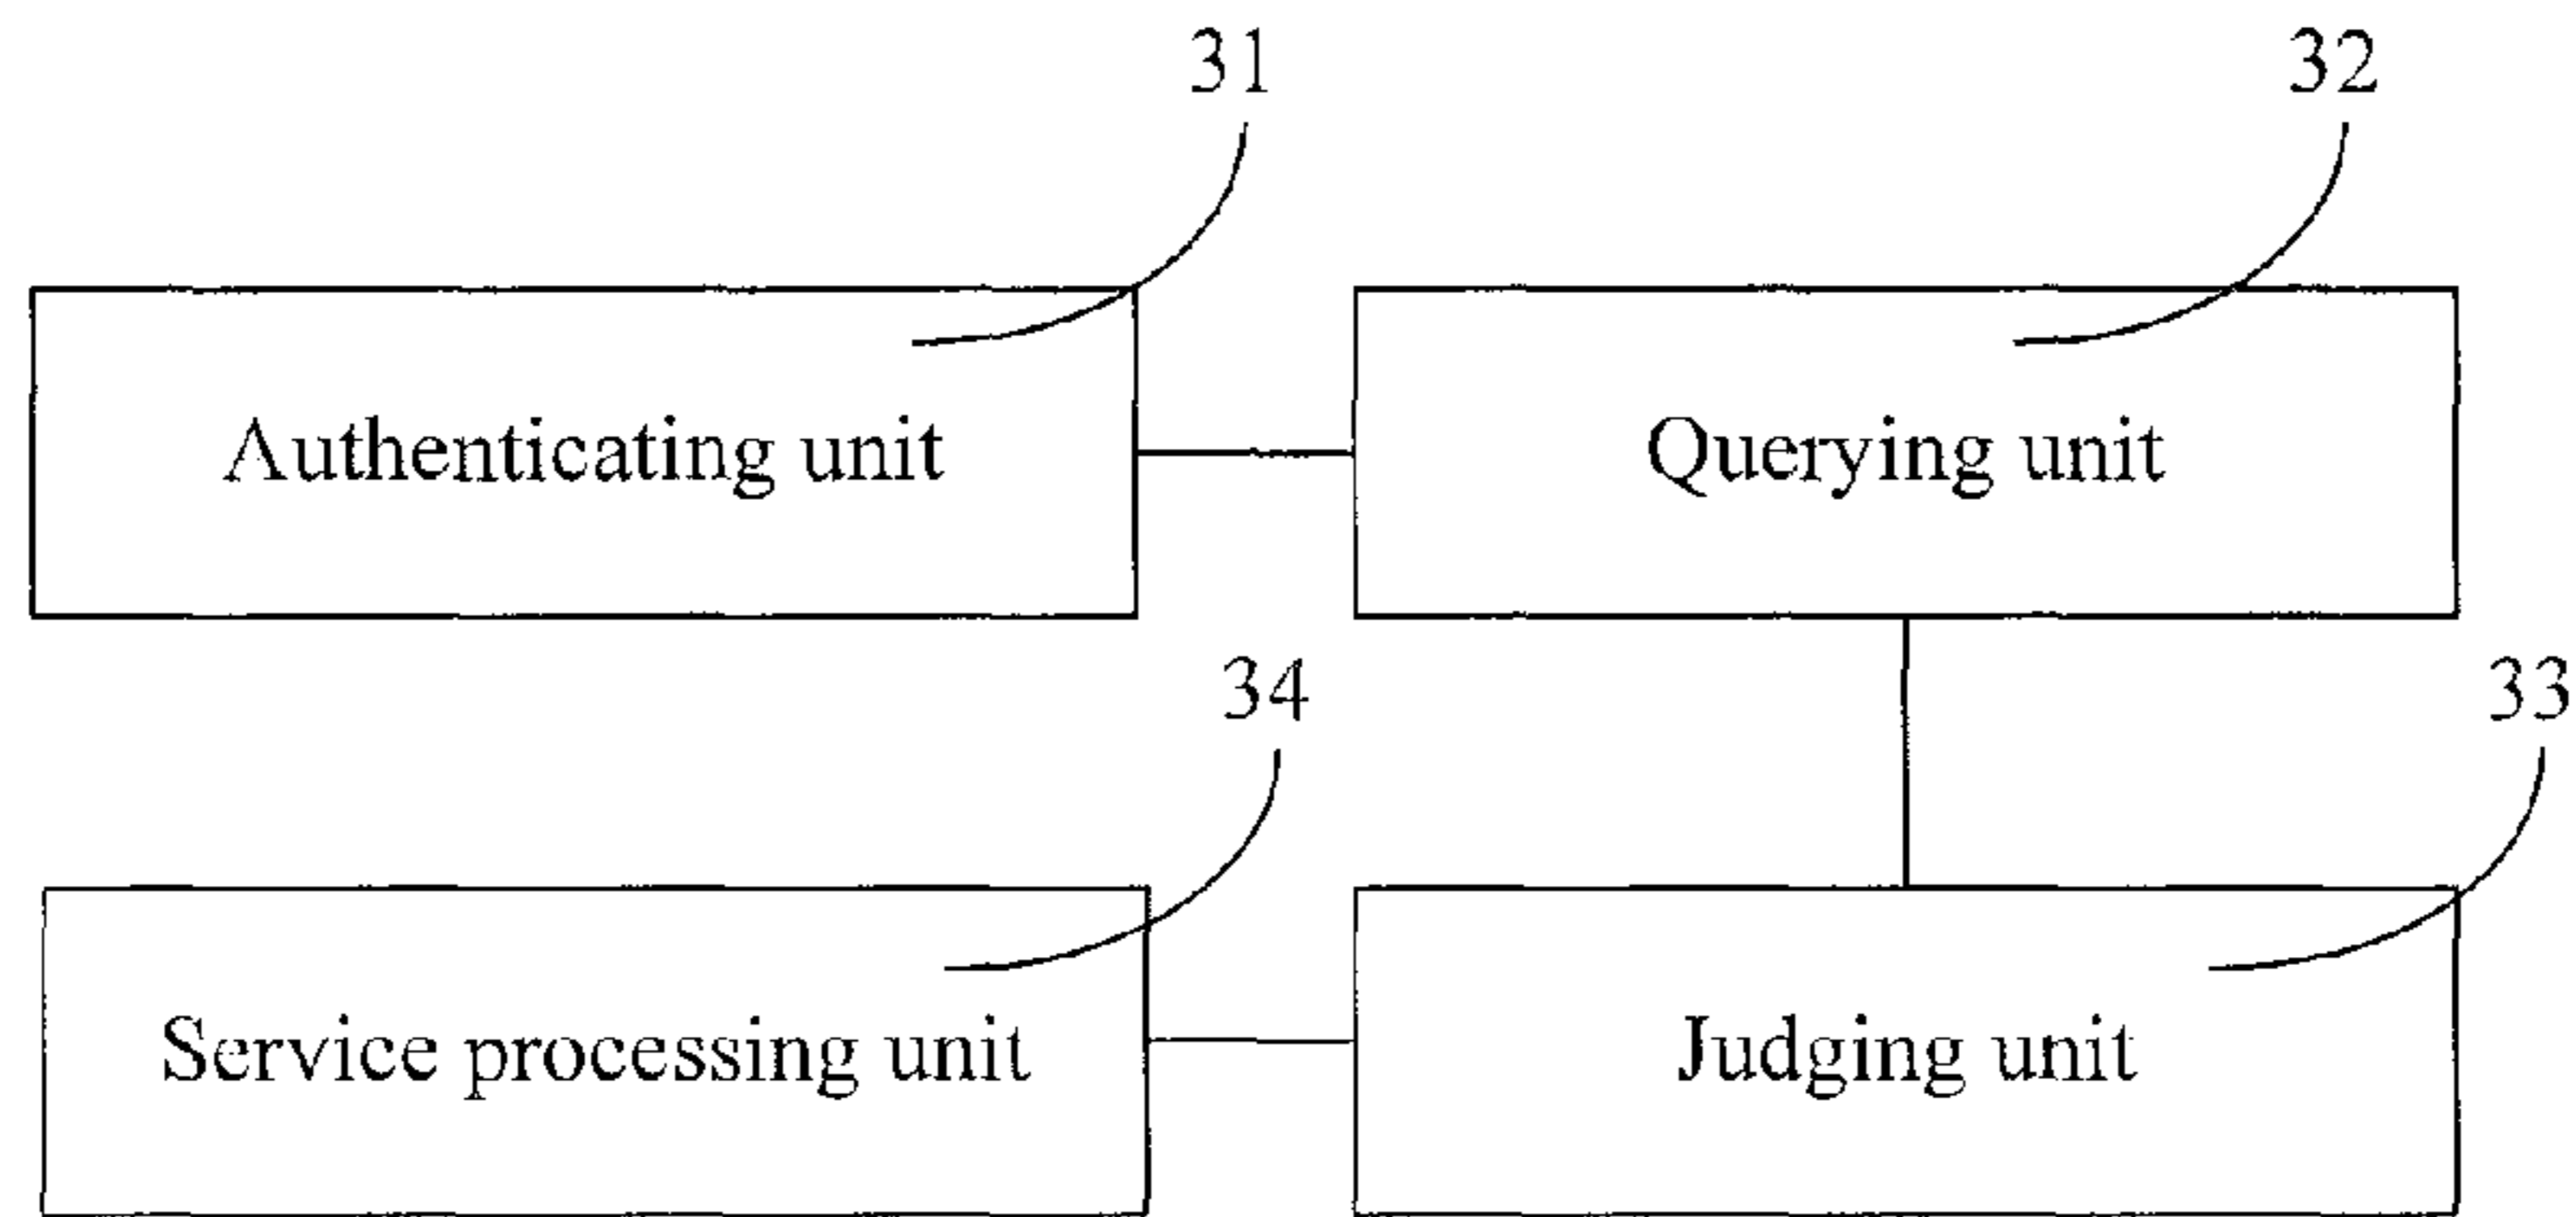 31
32
Authenticating unit
Querying unit
34
33
Service processing unit
Judging unit